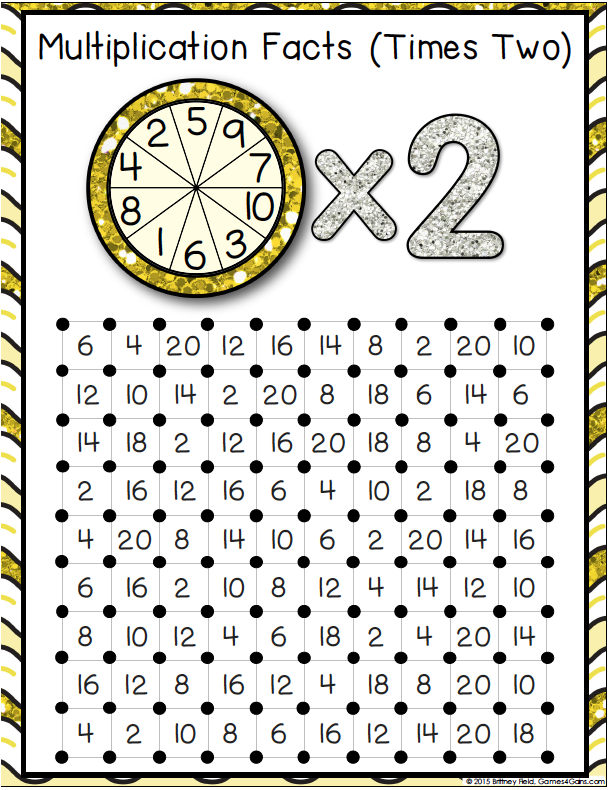 Multiplication Facts (Times Two)
2 5 9
4 7
8 10
1 6 3
x2
6 4 20 12 16 14 8 2 20 10
12 10 14 2 20 8 18 6 14 6
14 18 2 12 16 20 18 8 4 20
2 16 12 16 6 4 10 2 18 8
4 20 8 14 10 6 2 20 14 16
6 16 2 10 8 12 4 14 12 10
8 10 12 4 6 18 2 4 20 14
16 12 8 16 12 4 18 8 20 10
4 2 10 8 6 16 12 14 20 18
© 2015 Britney Field, Games4Gains.com